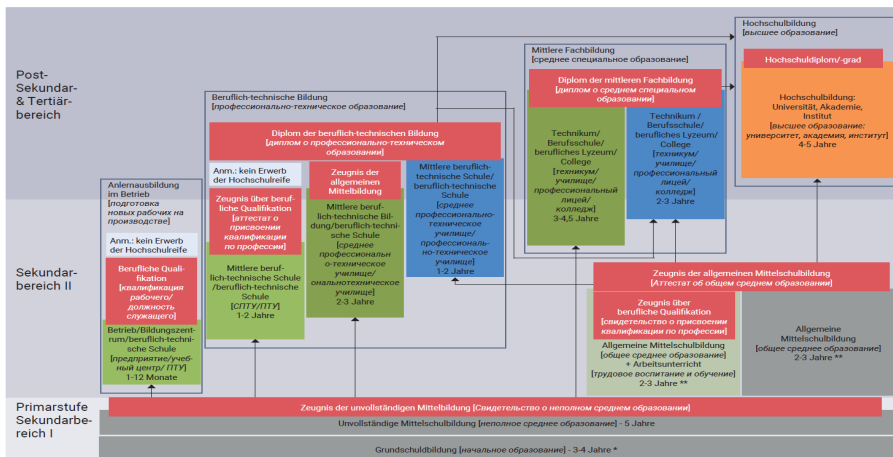 Post-
Sekundar-
& Tertiär-
bereich
Sekundar-
bereich II
Primarstufe
Sekundarbe-
reich I
Anlernausbildung
im Betrieb
[подготовка
новых рабочих на
производстве]
Anm.: kein Erwerb
der Hochschulreife
Berufliche Quali-
fikation
[квалификация
рабочего/
должность
служащего]
Betrieb/Bildungszent-
rum/beruflich-techni-
sche Schule
[предприятие/учеб-
ный центр/ ПТУ]
1-12 Monate
Beruflich-technische Bildung
[профессионально-техническое образование]
Diplom der beruflich-technischen Bildung
[диплом о профессионально-техническом
образовании]
Anm.: kein Erwerb
der Hochschulreife
Zeugnis über beruf-
liche Qualifikation
[аттестат о
присвоении
квалификации
по профессии]
Mittlere beruf-
lich-technische Schule
/beruflich-technische
Schule
[СПТУ/ПТУ]
1-2 Jahre
Zeugnis der
allgemeinen
Mittelbildung
Mittlere beruf-
lich-technische Bil-
dung/beruflich-techni-
sche Schule
[среднее
профессиональн
о-техническое
училище/
ональнотехническое
училище]
2-3 Jahre
Mittlere beruflich-
technische Schule/
beruflich-technische
Schule
[среднее
профессионально-
техническое
училище/
профессиональ-
но-техническое
училище]
1-2 Jahre
Mittlere Fachbildung
[среднее специальное
образование]
Diplom der mittleren Fachbildung
[диплом о среднем специальном
образовании]
Technikum/
Berufsschule/
berufliches Lyzeum/
College
[техникум/
училище/
профессиональный
лицей/
колледж]
3-4,5 Jahre
Technikum/
Berufsschule/
berufliches Lyzeum/
College
[техникум/
училище/
профессиональный
лицей/
колледж]
2-3 Jahre
Hochschulbildung
[высшее образование]
Hochschuldiplom/-grad
Hochschulbildung:
Universität, Akademie,
Institut
[высшее образование:
университет, академия, институт]
4-5 Jahre
Zeugnis der allgemeinen Mittelschulbildung
[Аттестат об общем среднем образовании]
Zeugnis über
berufliche Qualifikation
[свидетельство о присвоении
квалификации по профессии]
Allgemeine Mittelschulbildung
[общее среднее образование]
+ Arbeitsunterricht
[трудовое воспитание и обучение]
2-3 Jahre **
Allgemeine
Mittelschulbildung
[общее среднее образование]
2-3 Jahre **
Zeugnis der unvollständigen Mittelbildung [Свидетельство о неполном среднем образовании]
Unvollständige Mittelschulbildung [неполное среднее образование] - 5 Jahre
Grundschuldbildung [начальное образование] - 3-4 Jahre *